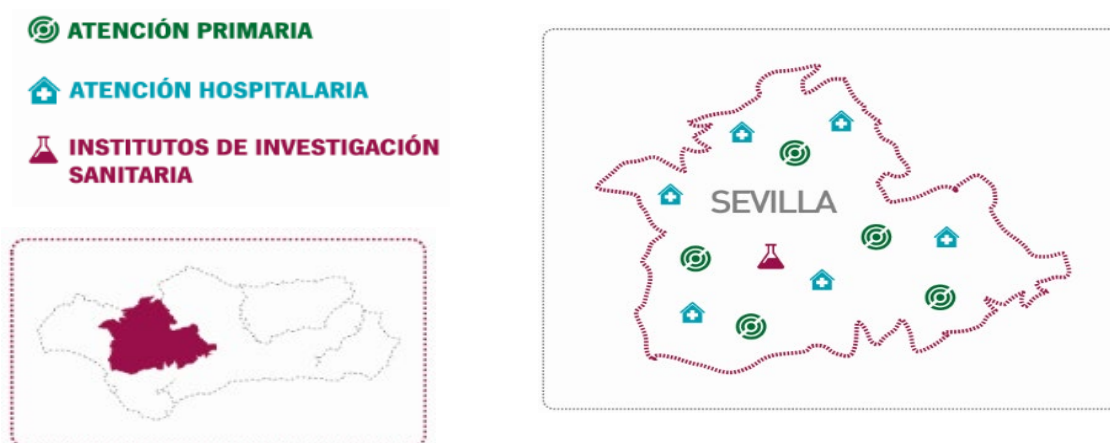 ATENCIÓN PRIMARIA
ATENCIÓN HOSPITALARIA
INSTITUTOS DE INVESTIGACIÓN
SANITARIA
SEVILLA